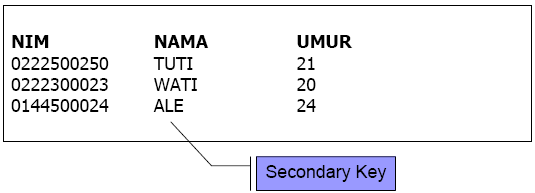 NIM NAMA UMUR
0222500250 TUTI 21
0222300023 WATI 20
0144500024 ALE 24
Secondary Key